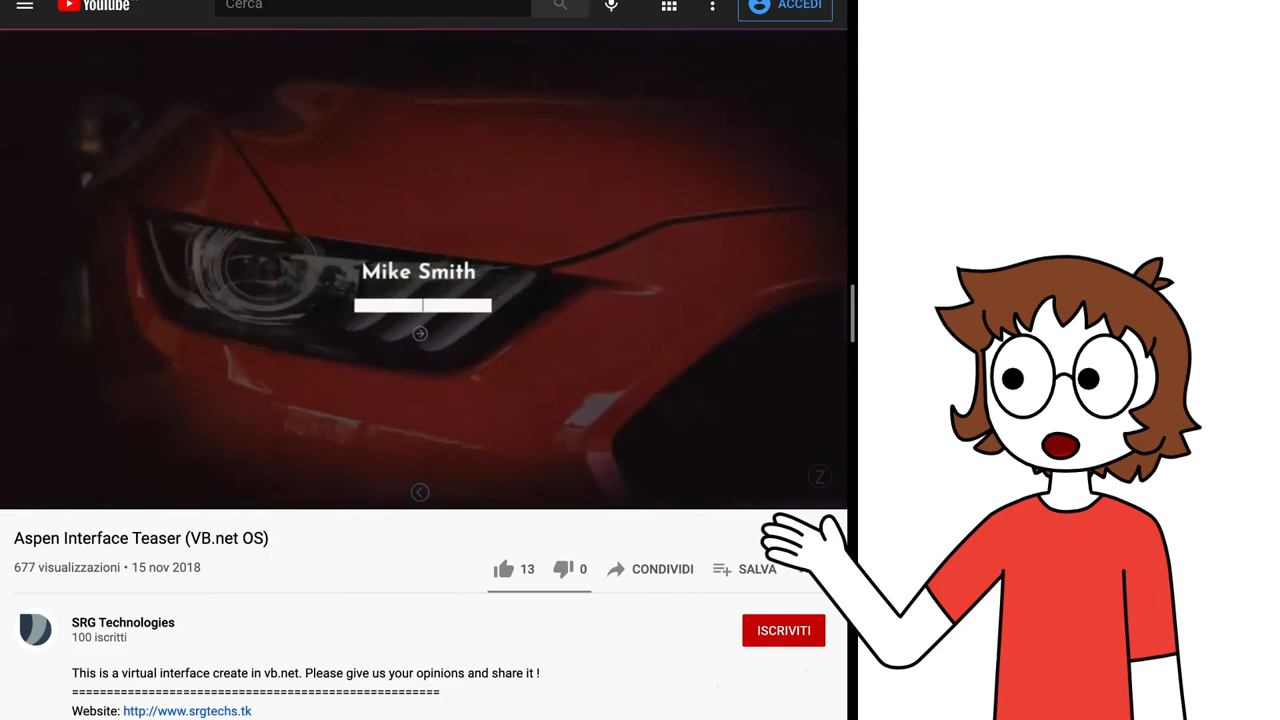 YouTube
Cerca
ACCEDI
Mike Smith
Z
Aspen Interface Teaser (VB.net OS)
677 visualizzazioni • 15 nov 2018
13
0
CONDIVIDI
SALVA
SRG Technologies
100 iscritti
ISCRIVITI
This is a virtual interface create in vb.net. Please give us your opinions and share it !
=====================================================
Website: http://www.srgtechs.tk